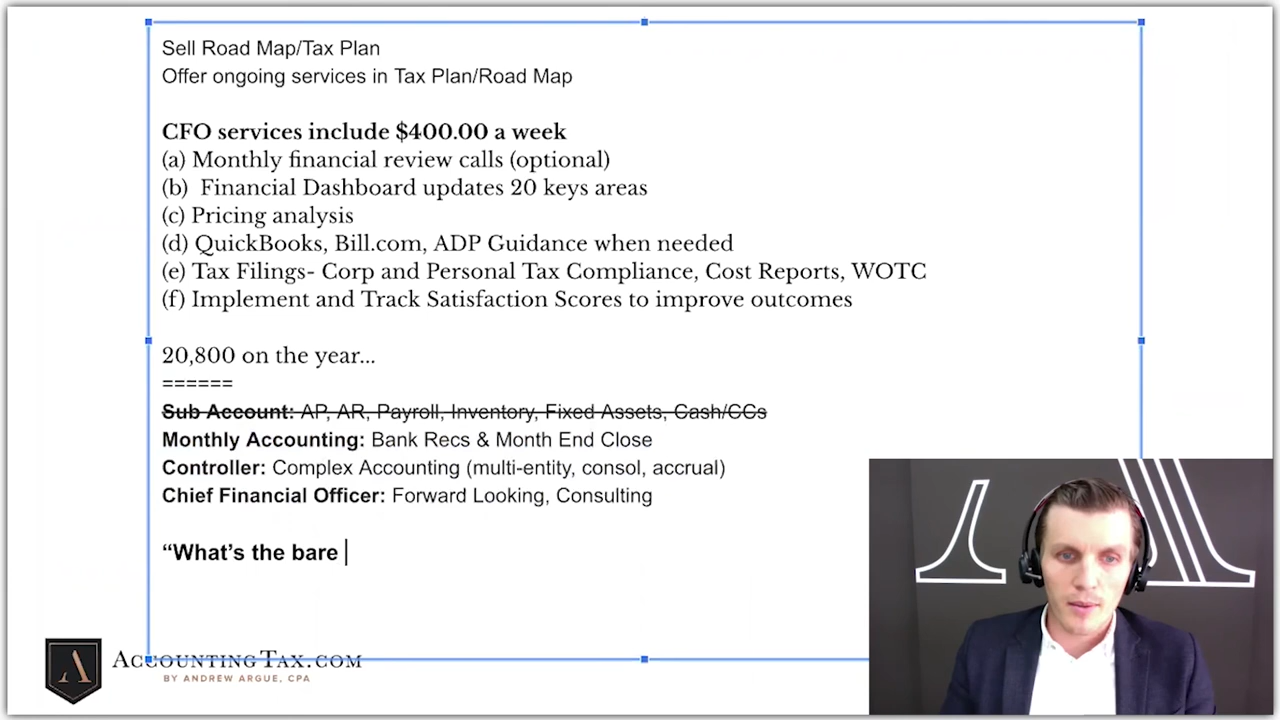 Sell Road Map/Tax Plan
Offer ongoing services in Tax Plan/Road Map
CFO services include $400.00 a week
(a) Monthly financial review calls (optional)
(b) Financial Dashboard updates 20 keys areas
(c) Pricing analysis
(d) QuickBooks, Bill.com, ADP Guidance when needed
(e) Tax Filings- Corp and Personal Tax Compliance, Cost Reports, WOTC
(f) Implement and Track Satisfaction Scores to improve outcomes
20,800 on the year...
======
Sub Account: AP, AR, Payroll, Inventory, Fixed Assets, Cash/CCs
Monthly Accounting: Bank Recs & Month End Close
Controller: Complex Accounting (multi-entity, consol, accrual)
Chief Financial Officer: Forward Looking, Consulting
“What’s the bare
AccountingTax.com
BY ANDREW ARGUE, CPA